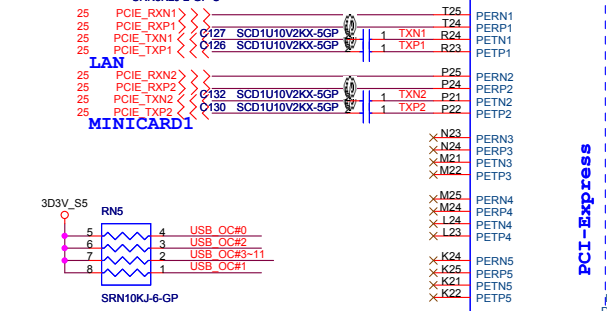 25 PCIE_RXN1 T25 PERN1
25 PCIE_RXP1 T24 PERP1
25 PCIE_TXN1 C127 SCD1U10V2KX-5GP 1 TXN1 R24 PETN1
25 PCIE_TXP1 C126 SCD1U10V2KX-5GP 1 TXP1 R23 PETP1
LAN
25 PCIE_RXN2 P25 PERN2
25 PCIE_RXP2 P24 PERP2
25 PCIE_TXN2 C132 SCD1U10V2KX-5GP 1 TXN2 P21 PETN2
25 PCIE_TXP2 C130 SCD1U10V2KX-5GP 1 TXP2 P22 PETP2
MINICARD1
N23 PERN3
N24 PERP3
M21 PETN3
M22 PETP3
M25 PERN4
M24 PERP4
L24 PETN4
L23 PETP4
K24 PERN5
K25 PERP5
K21 PETN5
K22 PETP5
PCI-Express
3D3V_S5
RN5
5 4 USB_OC#0
6 3 USB_OC#2
7 2 USB_OC#3~11
8 1 USB_OC#1
SRN10KJ-6-GP